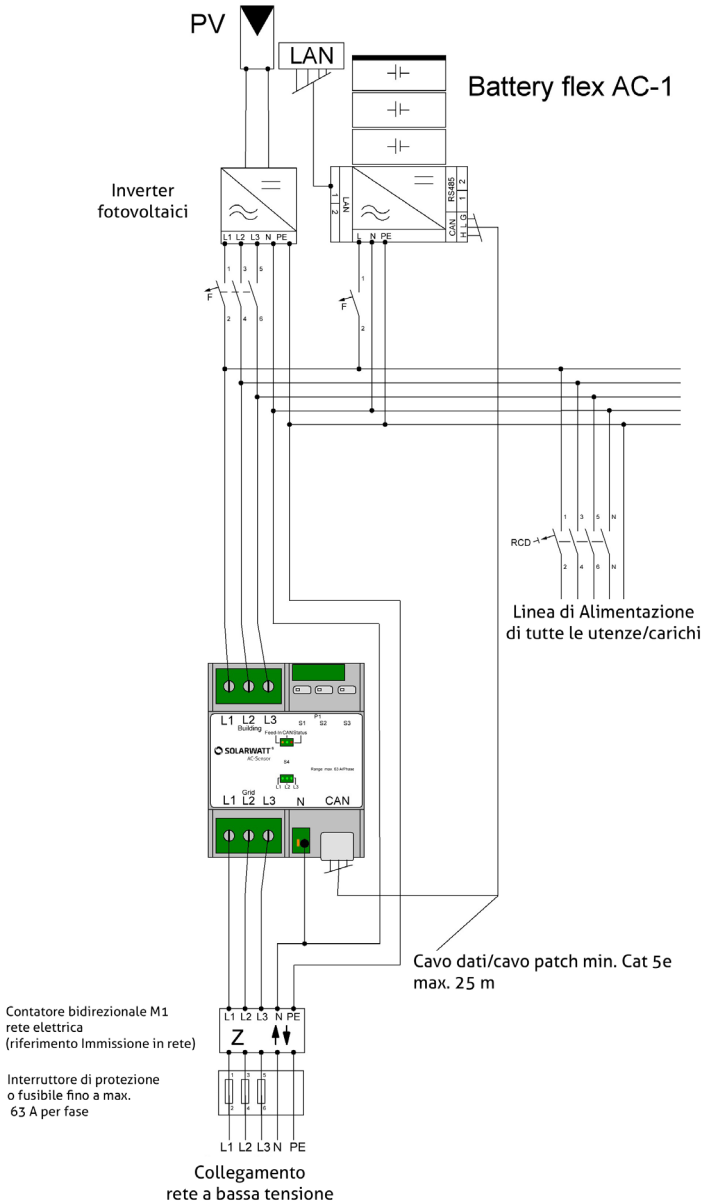 PV
LAN
Battery flex AC-1
Inverter
fotovoltaici
1 2
LAN
RS485
1 2
CAN
H L G
L1 L2 L3 N PE
L N PE
1 3 5
F
2 4 6
1
F
2
1 3 5 N
RCD
2 4 6 N
Linea di Alimentazione
di tutte le utenze/carichi
L1 L2 L3
Building
P1
S1 S2 S3
Feed-In CAN Status
SOLARWATT
AC-Sensor
S4
Range: max. 63 A/Phase
L1 L2 L3
Grid
L1 L2 L3 N CAN
Cavo dati/cavo patch min. Cat 5e
max. 25 m
Contatore bidirezionale M1
rete elettrica
(riferimento Immissione in rete)
L1 L2 L3 N PE
Z
Interruttore di protezione
o fusibile fino a max.
63 A per fase
1 3 5
2 4 6
L1 L2 L3 N PE
Collegamento
rete a bassa tensione